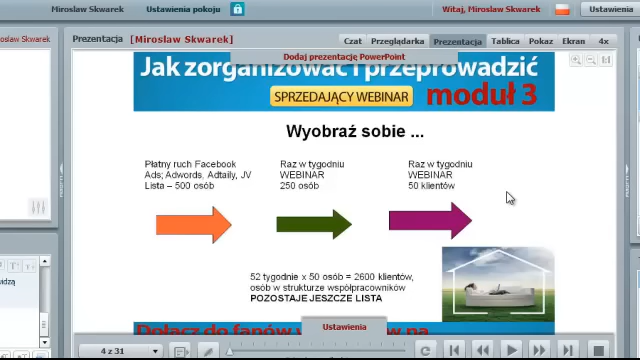 Miroslaw Skwarek
Ustawienia pokoju
Witaj, Miroslaw Skwarek
Ustawienia
roslaw Skwarek
Prezentacja
[Miroslaw Skwarek]
Czat
Przeglądarka
Prezentacja
Tablica
Pokaz
Ekran
4x
Dodaj prezentację PowerPoint
Jak zorganizować i przeprowadzić
SPRZEDAJĄCY WEBINAR
moduł 3
Wyobraź sobie ...
Płatny ruch Facebook
Ads; Adwords, Adtaily, JV
Lista – 500 osób
Raz w tygodniu
WEBINAR
250 osób
Raz w tygodniu
WEBINAR
50 klientów
52 tygodnie x 50 osób = 2600 klientów,
osób w strukturze współpracowników
POZOSTAJE JESZCZE LISTA
widzą
Ustawienia
4 z 31